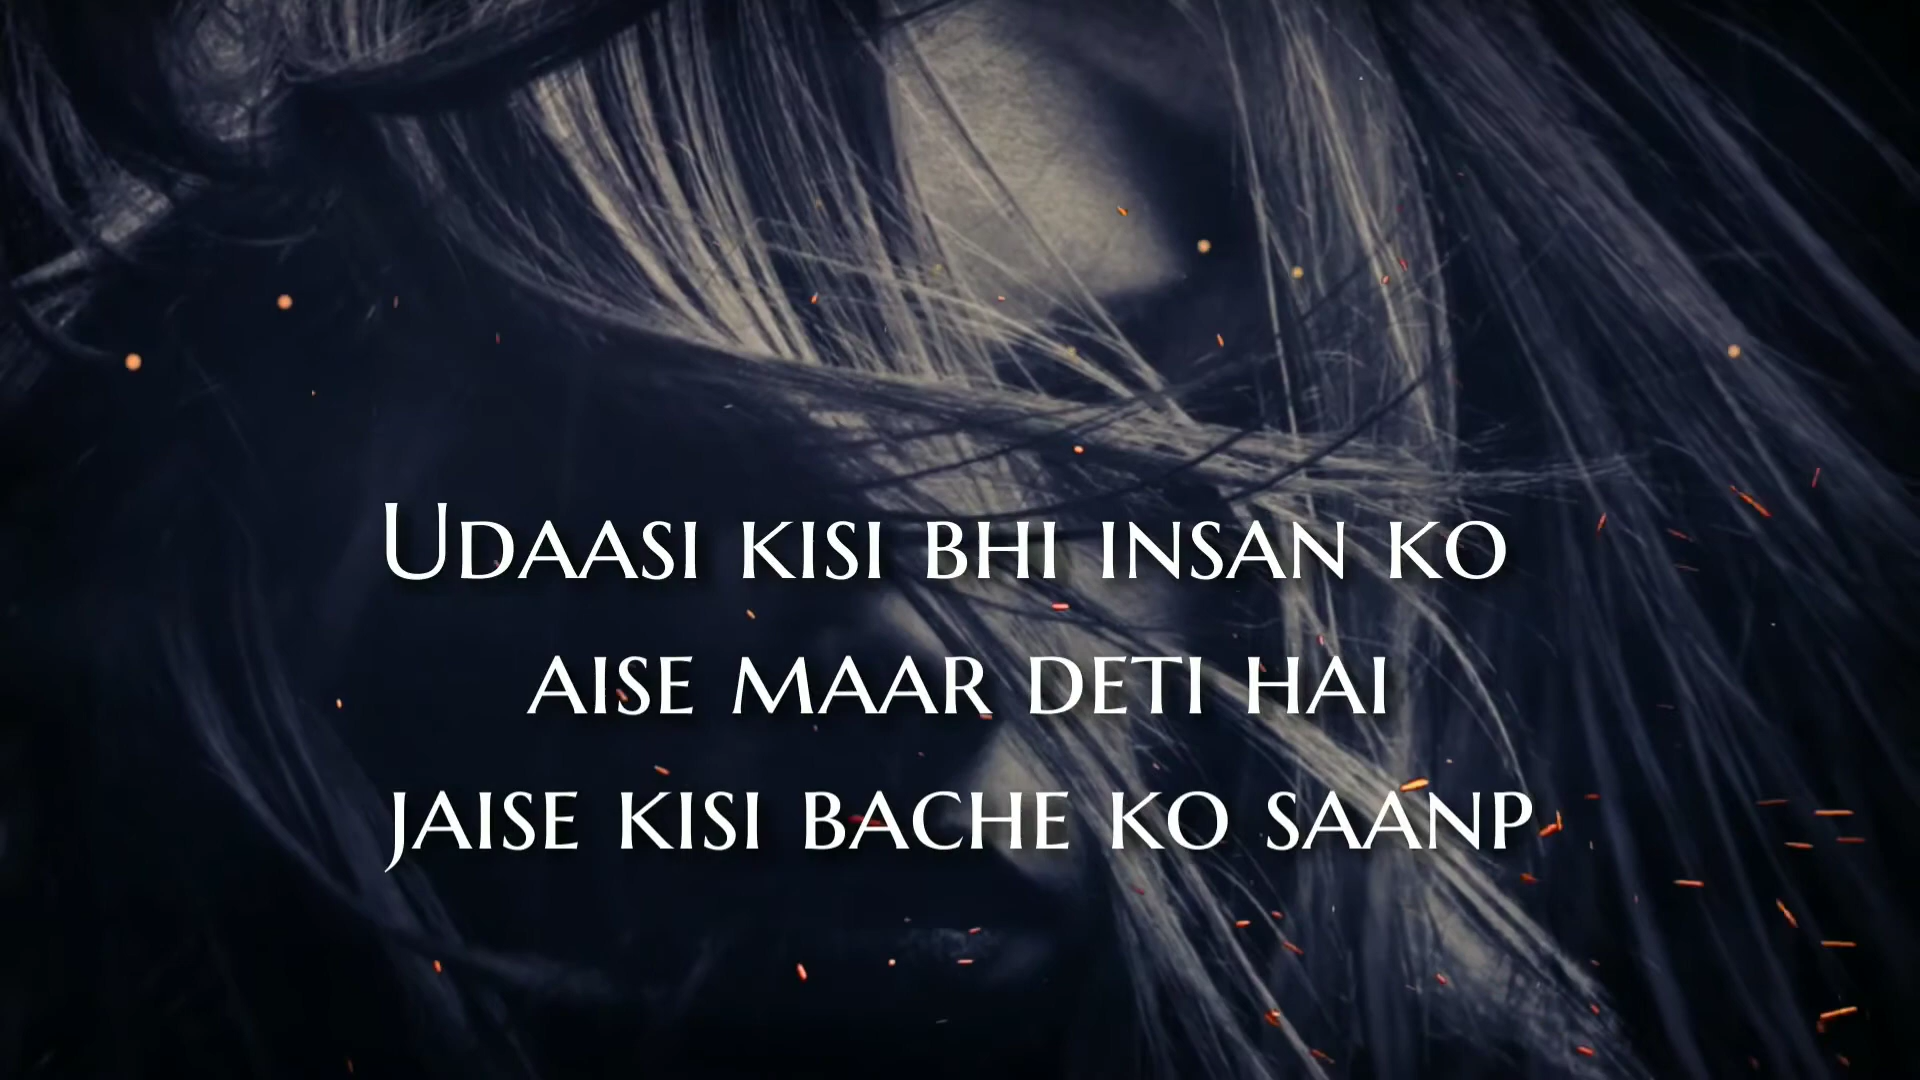 Udaasi kisi bhi insan ko
aise maar deti hai
jaise kisi bache ko saanp